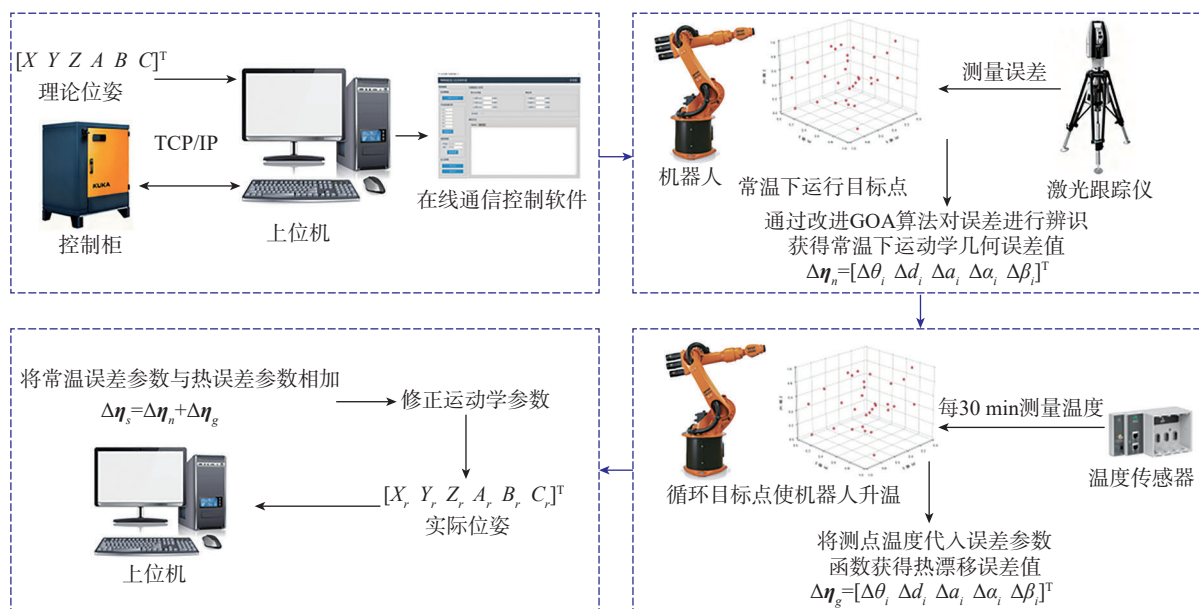 [X Y Z A B C]ᵀ
理论位姿
TCP/IP
KUKA
控制柜
上位机
在线通信控制软件
机器人
常温下运行目标点
测量误差
激光跟踪仪
通过改进GOA算法对误差进行辨识
获得常温下运动学几何误差值
Δηₙ=[Δθᵢ Δdᵢ Δaᵢ Δαᵢ Δβᵢ]ᵀ
循环目标点使机器人升温
每30 min测量温度
温度传感器
将测点温度代入误差参数
函数获得热漂移误差值
Δη_g=[Δθᵢ Δdᵢ Δaᵢ Δαᵢ Δβᵢ]ᵀ
将常温误差参数与热误差参数相加
Δηₛ=Δηₙ+Δη_g
修正运动学参数
[Xᵣ Yᵣ Zᵣ Aᵣ Bᵣ Cᵣ]ᵀ
实际位姿
上位机